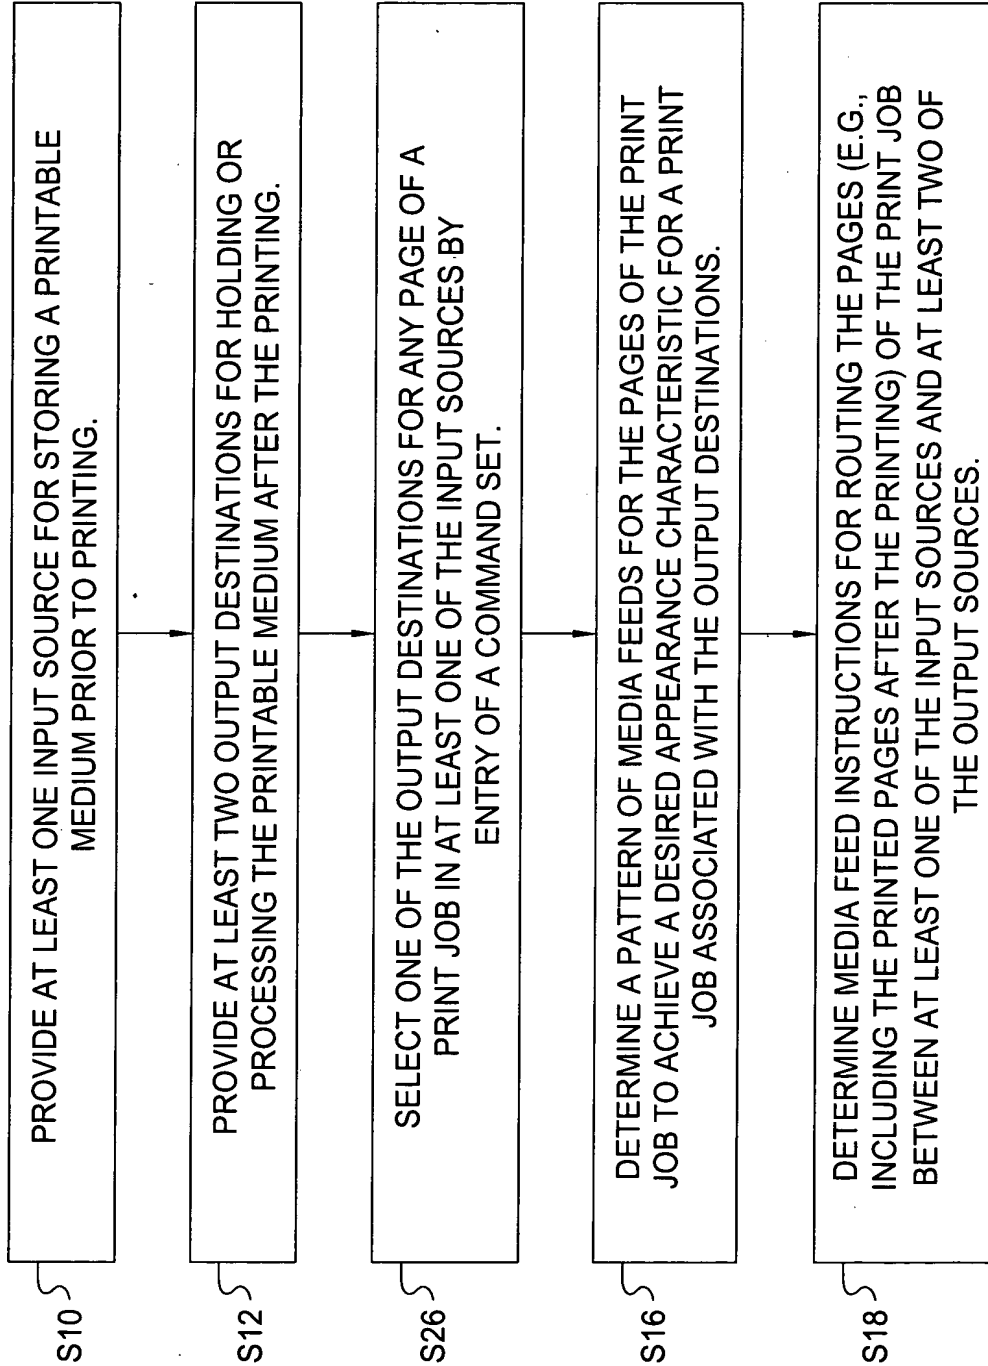 S10
PROVIDE AT LEAST ONE INPUT SOURCE FOR STORING A PRINTABLE
MEDIUM PRIOR TO PRINTING.
S12
PROVIDE AT LEAST TWO OUTPUT DESTINATIONS FOR HOLDING OR
PROCESSING THE PRINTABLE MEDIUM AFTER THE PRINTING.
S26
SELECT ONE OF THE OUTPUT DESTINATIONS FOR ANY PAGE OF A
PRINT JOB IN AT LEAST ONE OF THE INPUT SOURCES BY
ENTRY OF A COMMAND SET.
S16
DETERMINE A PATTERN OF MEDIA FEEDS FOR THE PAGES OF THE PRINT
JOB TO ACHIEVE A DESIRED APPEARANCE CHARACTERISTIC FOR A PRINT
JOB ASSOCIATED WITH THE OUTPUT DESTINATIONS.
S18
DETERMINE MEDIA FEED INSTRUCTIONS FOR ROUTING THE PAGES (E.G.,
INCLUDING THE PRINTED PAGES AFTER THE PRINTING) OF THE PRINT JOB
BETWEEN AT LEAST ONE OF THE INPUT SOURCES AND AT LEAST TWO OF
THE OUTPUT SOURCES.